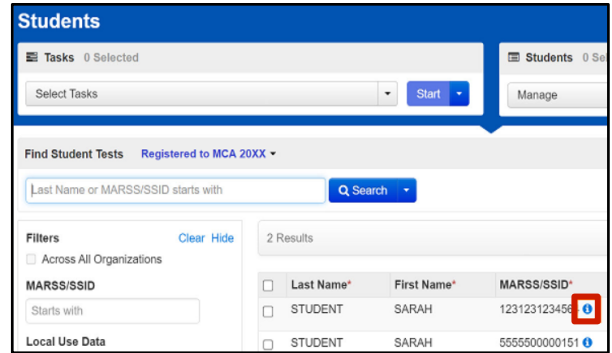 Students
Tasks 0 Selected
Students 0 Sel
Select Tasks
Start
Manage
Find Student Tests Registered to MCA 20XX
Last Name or MARSS/SSID starts with
Search
Filters Clear Hide
2 Results
Across All Organizations
MARSS/SSID
Last Name* First Name* MARSS/SSID*
Starts with
STUDENT SARAH
Local Use Data
STUDENT SARAH 5555500000151